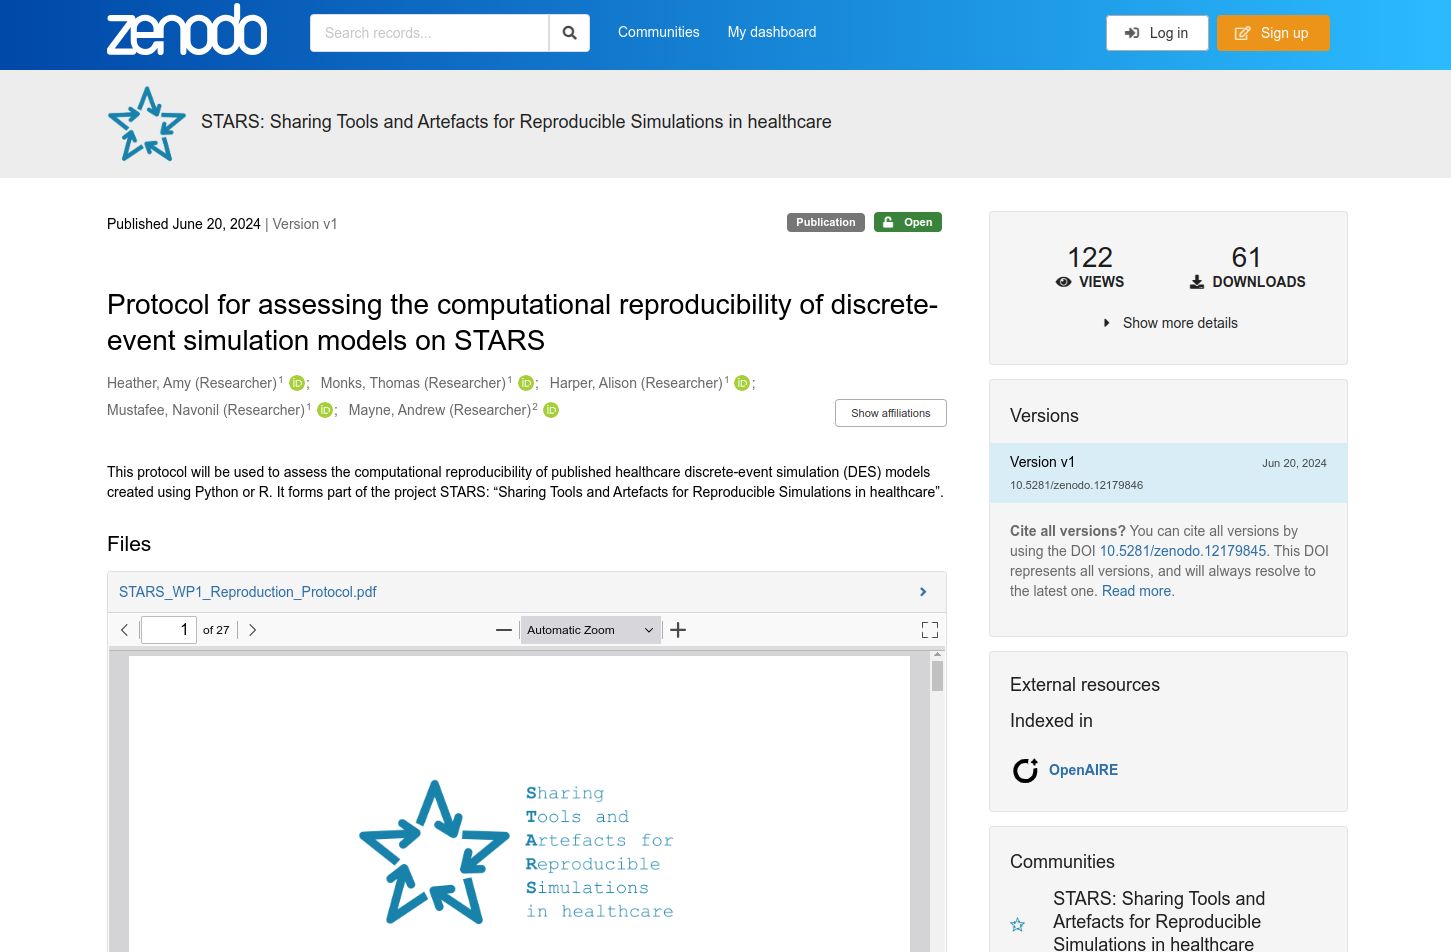 zenodo
Search records...
Communities
My dashboard
Log in
Sign up
STARS: Sharing Tools and Artefacts for Reproducible Simulations in healthcare
Published June 20, 2024 | Version v1
Publication
Open
Protocol for assessing the computational reproducibility of discrete-
event simulation models on STARS
Heather, Amy (Researcher)1 iD; Monks, Thomas (Researcher)1 iD; Harper, Alison (Researcher)1 iD;
Mustafee, Navonil (Researcher)1 iD; Mayne, Andrew (Researcher)2 iD
Show affiliations
This protocol will be used to assess the computational reproducibility of published healthcare discrete-event simulation (DES) models
created using Python or R. It forms part of the project STARS: “Sharing Tools and Artefacts for Reproducible Simulations in healthcare”.
Files
STARS_WP1_Reproduction_Protocol.pdf
1 of 27
Automatic Zoom
Sharing
Tools and
Artefacts for
Reproducible
Simulations
in healthcare
122
VIEWS
61
DOWNLOADS
Show more details
Versions
Version v1
Jun 20, 2024
10.5281/zenodo.12179846
Cite all versions? You can cite all versions by
using the DOI 10.5281/zenodo.12179845. This DOI
represents all versions, and will always resolve to
the latest one. Read more.
External resources
Indexed in
OpenAIRE
Communities
STARS: Sharing Tools and
Artefacts for Reproducible
Simulations in healthcare